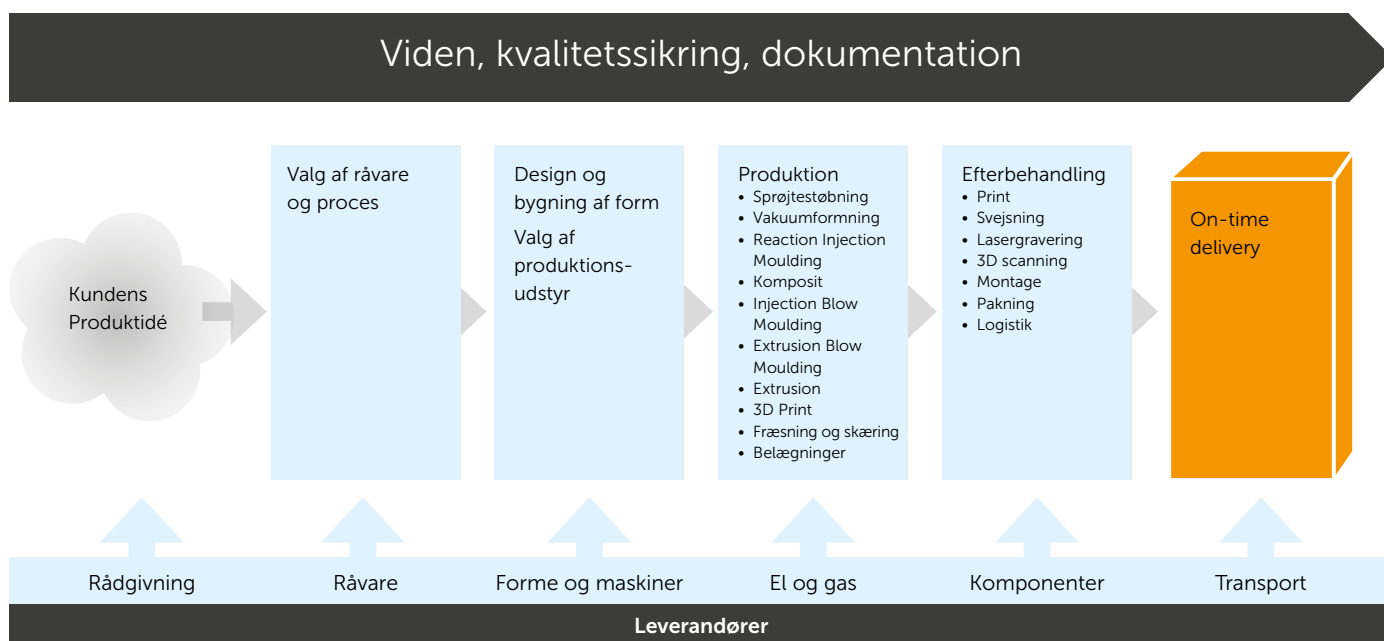 Viden, kvalitetssikring, dokumentation
Kundens
Produktidé
Valg af råvare
og proces
Design og
bygning af form
Valg af
produktions-
udstyr
Produktion
• Sprøjtestøbning
• Vakuumformning
• Reaction Injection
Moulding
• Komposit
• Injection Blow
Moulding
• Extrusion Blow
Moulding
• Extrusion
• 3D Print
• Fræsning og skæring
• Belægninger
Efterbehandling
• Print
• Svejsning
• Lasergravering
• 3D scanning
• Montage
• Pakning
• Logistik
On-time
delivery
Rådgivning
Råvare
Forme og maskiner
El og gas
Komponenter
Transport
Leverandører